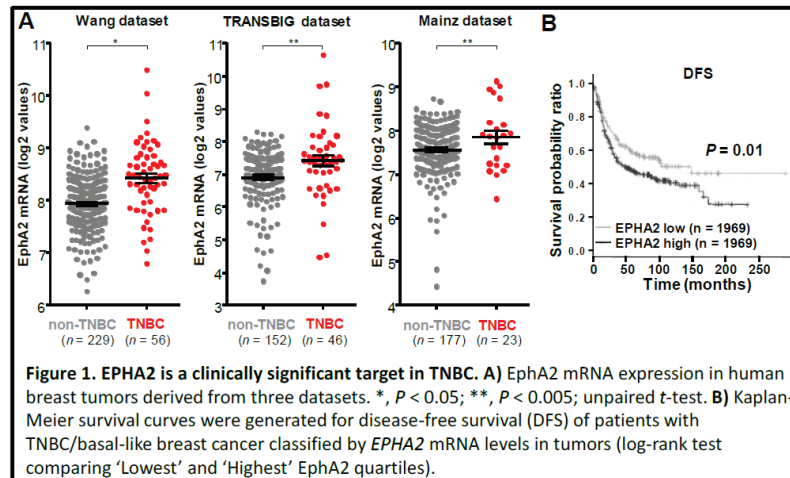 A
Wang dataset
TRANSBIG dataset
Mainz dataset
B
EphA2 mRNA (log2 values)
11
10
9
8
7
6
*
non-TNBC
TNBC
(n = 229)
(n = 56)
EphA2 mRNA (log2 values)
11
10
9
8
7
6
5
4
3
**
non-TNBC
TNBC
(n = 152)
(n = 46)
EphA2 mRNA (log2 values)
10
9
8
7
6
5
4
**
non-TNBC
TNBC
(n = 177)
(n = 23)
DFS
Survival probability ratio
1.0
0.8
0.6
0.4
0.2
0.0
P = 0.01
EPHA2 low (n = 1969)
EPHA2 high (n = 1969)
0 50 100 150 200 250
Time (months)
Figure 1. EPHA2 is a clinically significant target in TNBC. A) EphA2 mRNA expression in human
breast tumors derived from three datasets. *, P < 0.05; **, P < 0.005; unpaired t-test. B) Kaplan-
Meier survival curves were generated for disease-free survival (DFS) of patients with
TNBC/basal-like breast cancer classified by EPHA2 mRNA levels in tumors (log-rank test
comparing ‘Lowest’ and ‘Highest’ EphA2 quartiles).